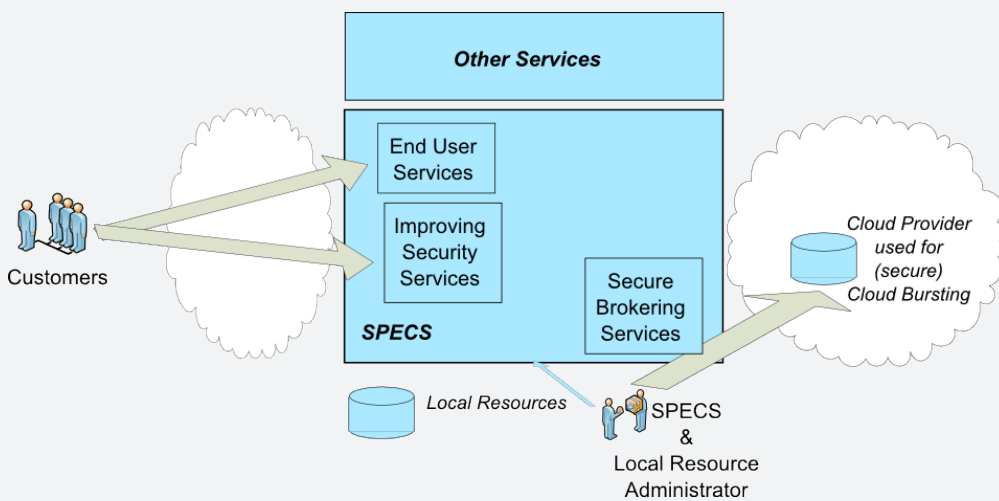 Other Services
End User
Services
Improving
Security
Services
Secure
Brokering
Services
SPECS
Customers
Cloud Provider
used for
(secure)
Cloud Bursting
Local Resources
SPECS
&
Local Resource
Administrator